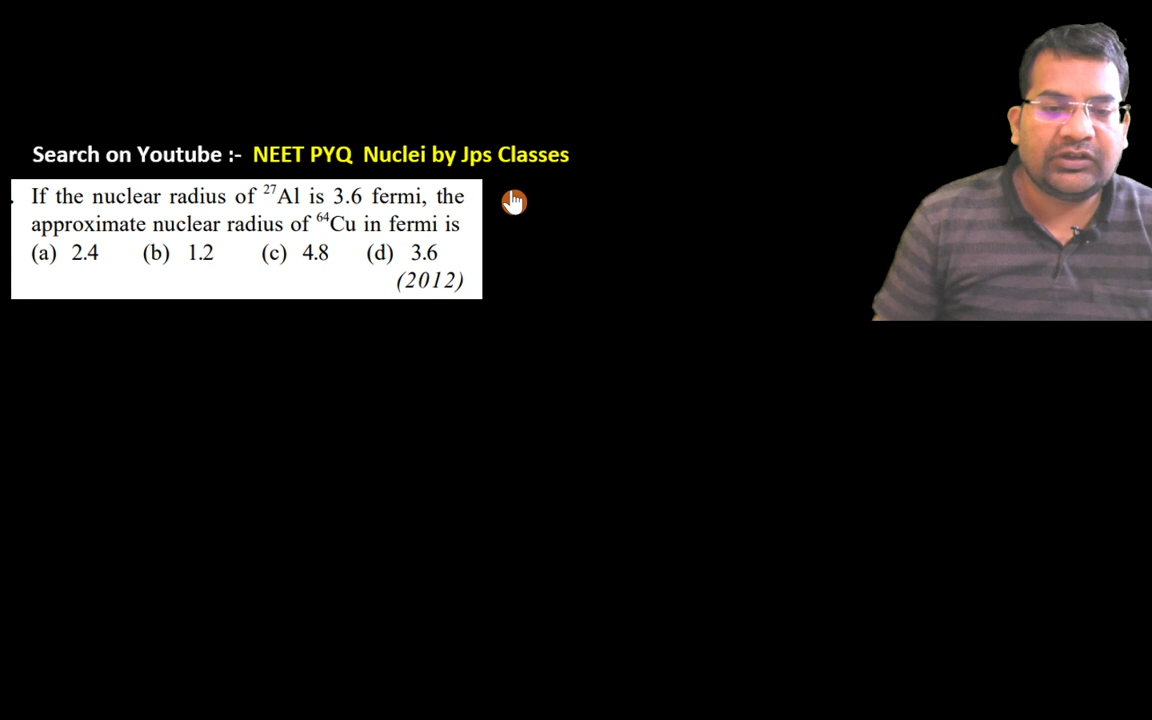 Search on Youtube :- NEET PYQ Nuclei by Jps Classes
. If the nuclear radius of ²⁷Al is 3.6 fermi, the
approximate nuclear radius of ⁶⁴Cu in fermi is
(a) 2.4 (b) 1.2 (c) 4.8 (d) 3.6
(2012)